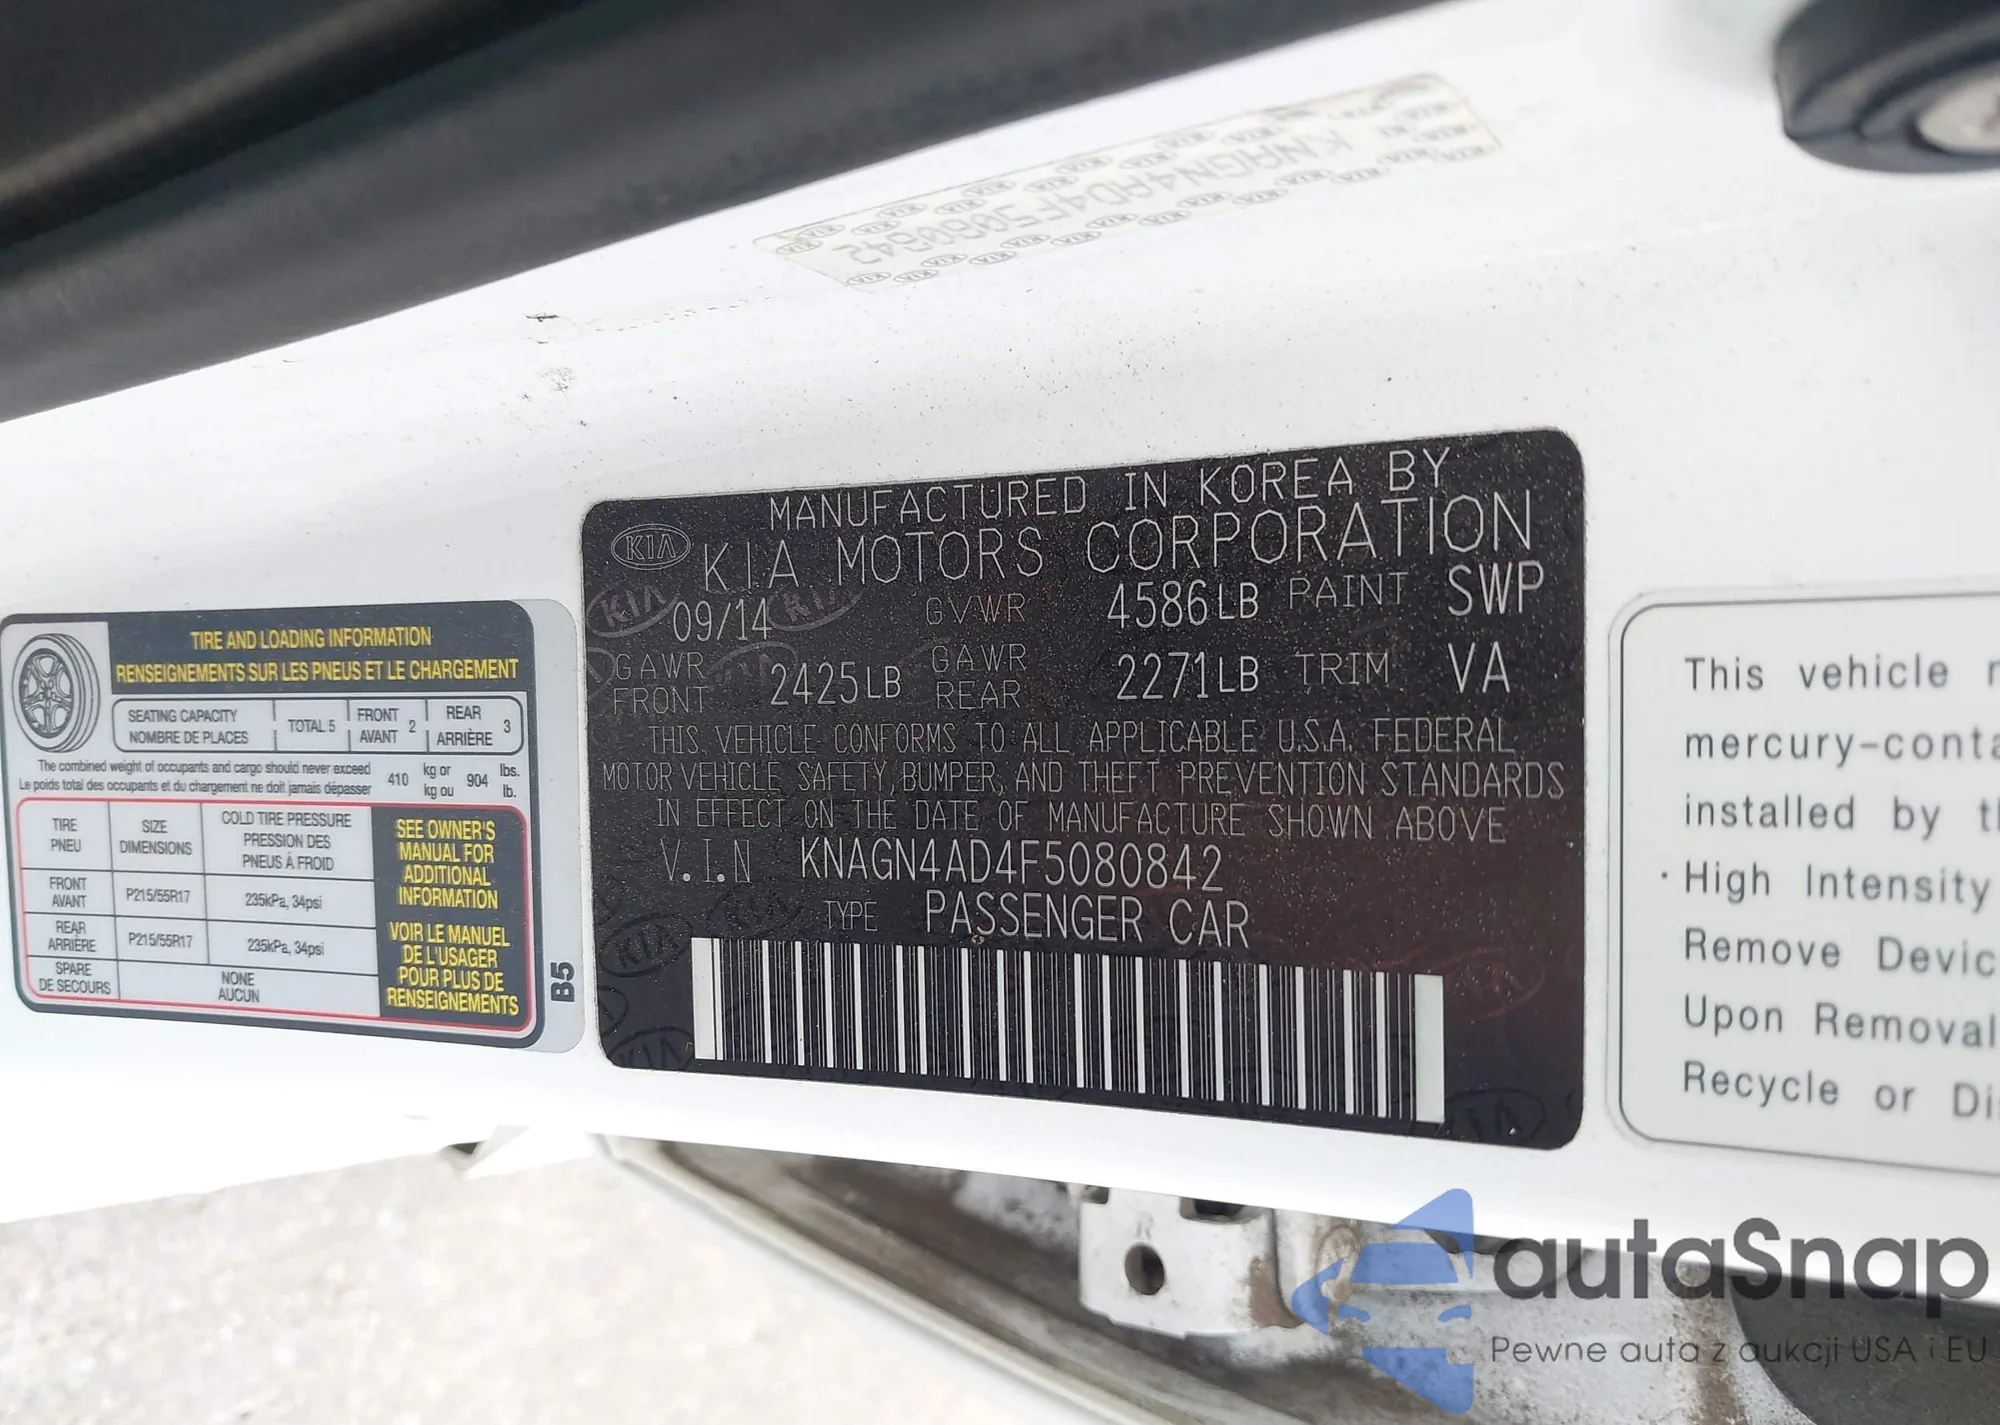 KNAGN4AD4F5080842
MANUFACTURED IN KOREA BY
KIA KIA MOTORS CORPORATION
09/14 GVWR 4586LB PAINT SWP
GAWR FRONT 2425LB GAWR REAR 2271LB TRIM VA
THIS VEHICLE CONFORMS TO ALL APPLICABLE U.S.A. FEDERAL
MOTOR VEHICLE SAFETY, BUMPER, AND THEFT PREVENTION STANDARDS
IN EFFECT ON THE DATE OF MANUFACTURE SHOWN ABOVE
V.I.N KNAGN4AD4F5080842
TYPE PASSENGER CAR
TIRE AND LOADING INFORMATION
RENSEIGNEMENTS SUR LES PNEUS ET LE CHARGEMENT
SEATING CAPACITY
NOMBRE DE PLACES
TOTAL 5
FRONT
AVANT 2
REAR
ARRIÈRE 3
The combined weight of occupants and cargo should never exceed
Le poids total des occupants et du chargement ne doit jamais dépasser
410
kg or
kg ou
904
lbs.
lb.
TIRE
PNEU
SIZE
DIMENSIONS
COLD TIRE PRESSURE
PRESSION DES
PNEUS À FROID
FRONT
AVANT
P215/55R17
235kPa, 34psi
REAR
ARRIÈRE
P215/55R17
235kPa, 34psi
SPARE
DE SECOURS
NONE
AUCUN
SEE OWNER'S
MANUAL FOR
ADDITIONAL
INFORMATION
VOIR LE MANUEL
DE L'USAGER
POUR PLUS DE
RENSEIGNEMENTS
B5
This vehicle
mercury-conta
installed by
· High Intensity
Remove Devic
Upon Removal
Recycle or Di
autaSnap
Pewne auta z aukcji USA i EU